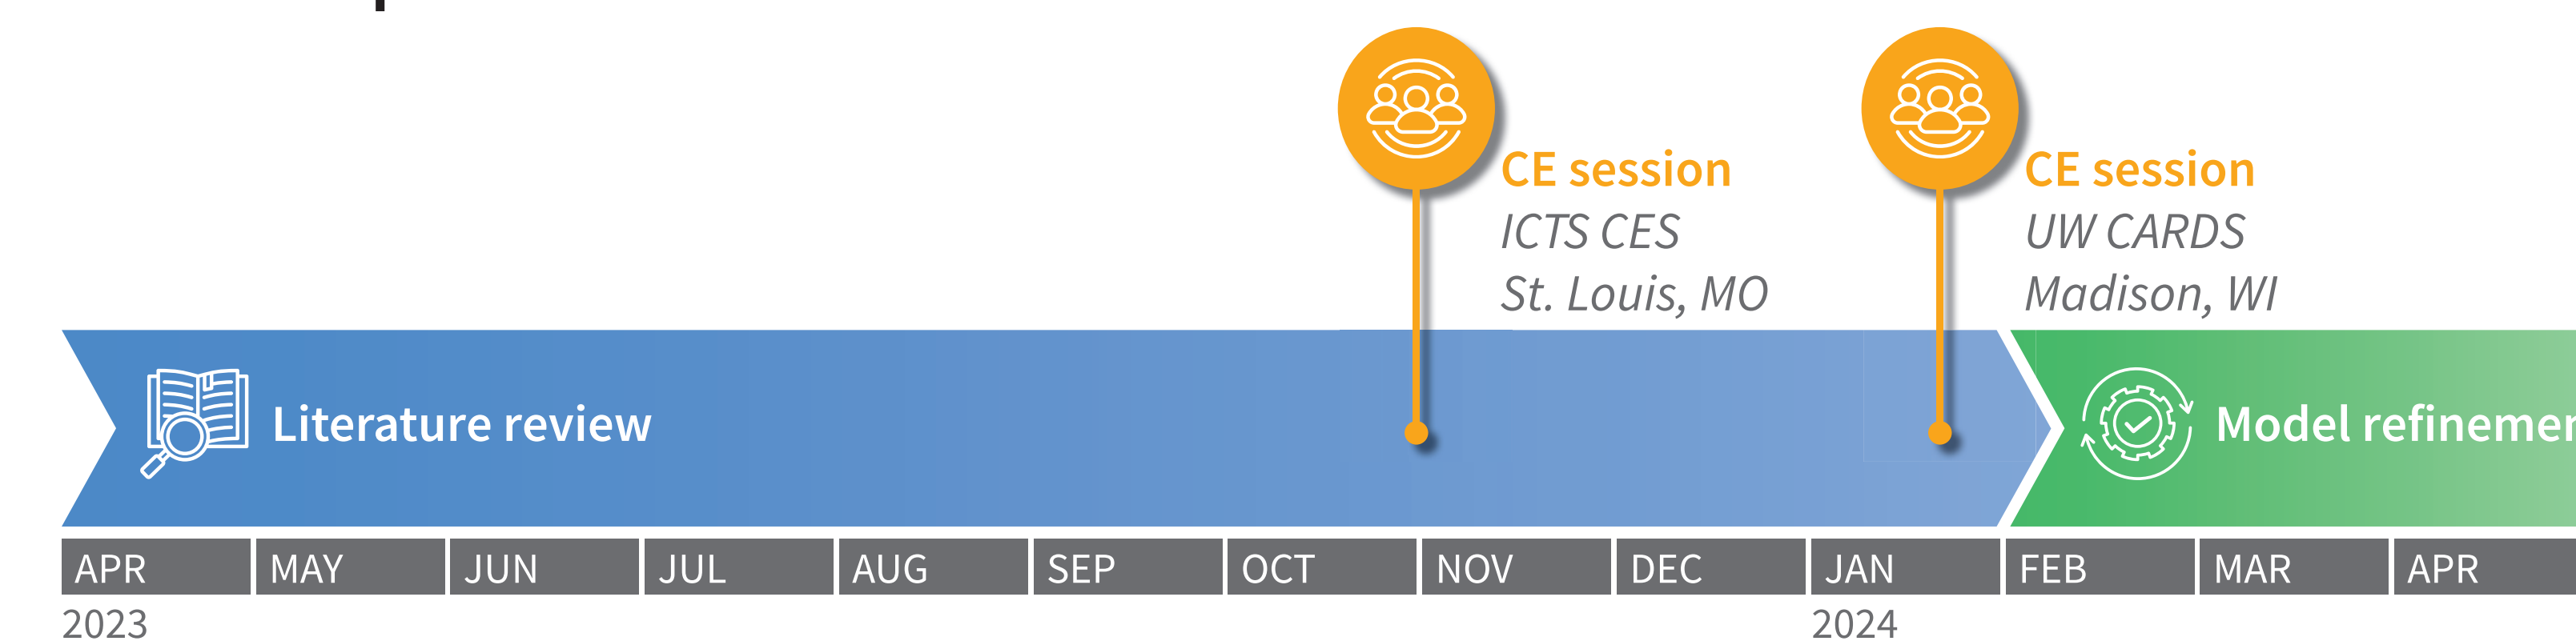 CE session
ICTS CES
St. Louis, MO
CE session
UW CARDS
Madison, WI
Literature review
Model
APR MAY JUN JUL AUG SEP OCT NOV DEC JAN FEB MAR APR
2023 2024